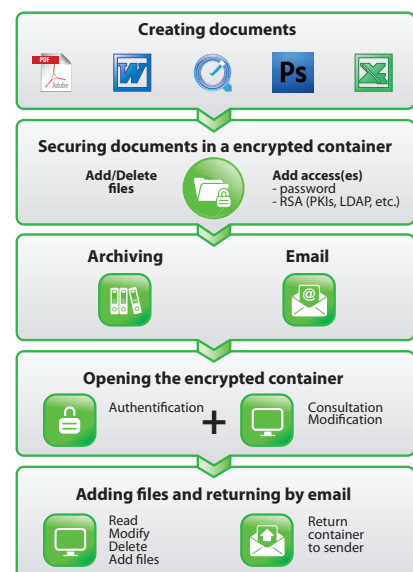 Creating documents
PDF
Adobe
W
Ps
X
Securing documents in a encrypted container
Add/Delete
files
Add access(es)
- password
- RSA (PKIs, LDAP, etc.)
Archiving
Email
@
Opening the encrypted container
Authentification
+
Consultation
Modification
Adding files and returning by email
Read
Modify
Delete
Add files
Return
container
to sender